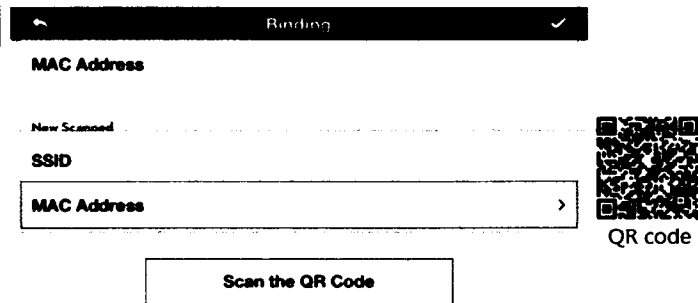 Binding
MAC Address
New Scanned
SSID
MAC Address
QR code
Scan the QR Code